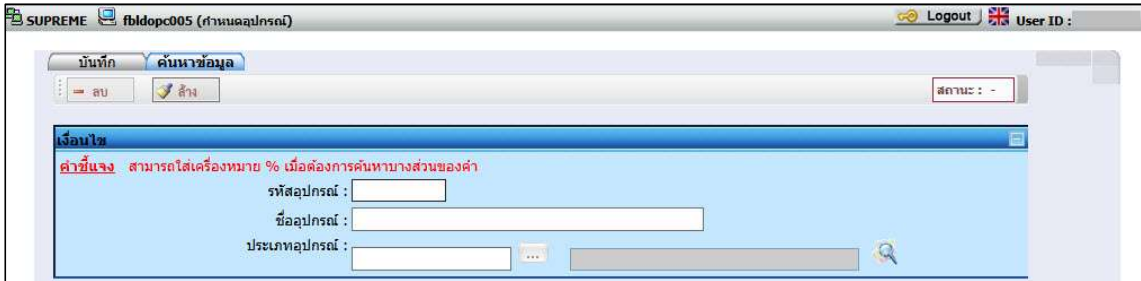 SUPREME fbldopc005 (กำหนดอุปกรณ์) Logout User ID :
บันทึก ค้นหาข้อมูล
ลบ ล้าง สถานะ : -
เงื่อนไข
คำชี้แจง สามารถใส่เครื่องหมาย % เมื่อต้องการค้นหาบางส่วนของคำ
รหัสอุปกรณ์ :
ชื่ออุปกรณ์ :
ประเภทอุปกรณ์ : ...